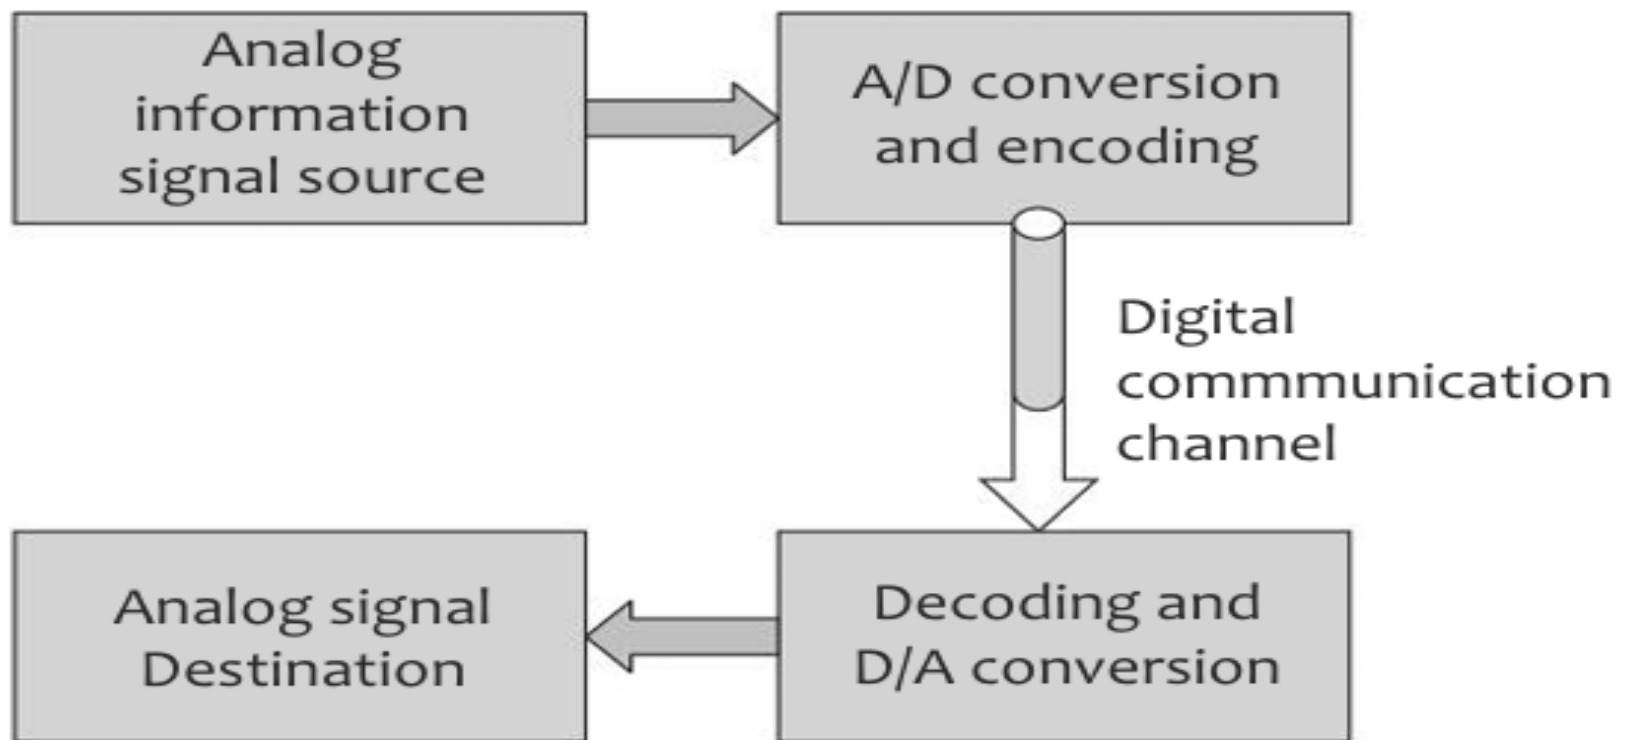 Analog
information
signal source
A/D conversion
and encoding
Digital
commmunication
channel
Decoding and
D/A conversion
Analog signal
Destination